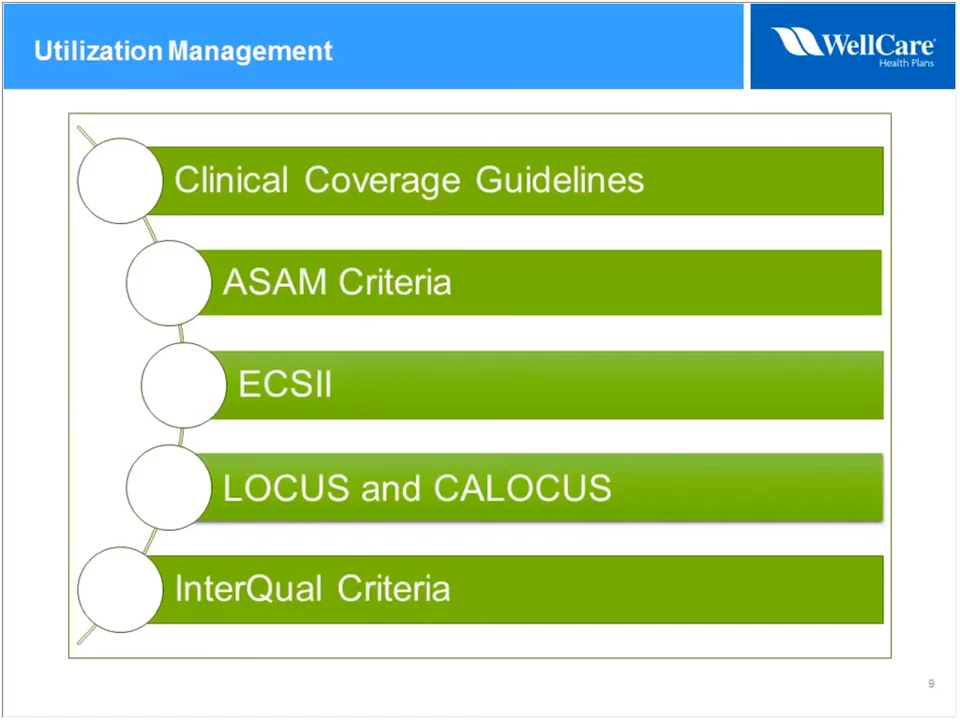 Utilization Management
WellCare®
Health Plans
Clinical Coverage Guidelines
ASAM Criteria
ECSII
LOCUS and CALOCUS
InterQual Criteria
9